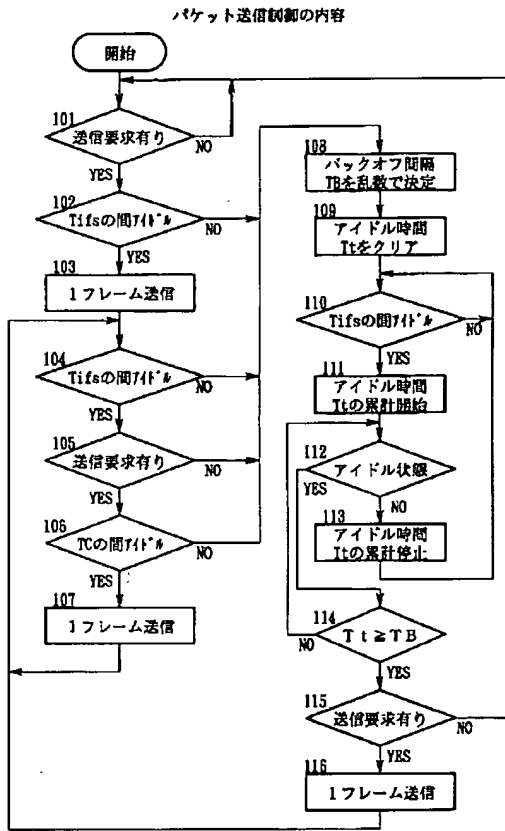 パケット送信制御の内容
開始
101
送信要求有り
NO
YES
102
Tifsの間ｱｲﾄﾞﾙ
NO
YES
103
1フレーム送信
104
Tifsの間ｱｲﾄﾞﾙ
NO
YES
105
送信要求有り
NO
YES
106
TCの間ｱｲﾄﾞﾙ
NO
YES
107
1フレーム送信
108
バックオフ間隔
TBを乱数で決定
109
アイドル時間
Ttをクリア
110
Tifsの間ｱｲﾄﾞﾙ
NO
YES
111
アイドル時間
Ttの累計開始
112
アイドル状態
YES
NO
113
アイドル時間
Ttの累計停止
114
Tt≧TB
NO
YES
115
送信要求有り
NO
YES
116
1フレーム送信